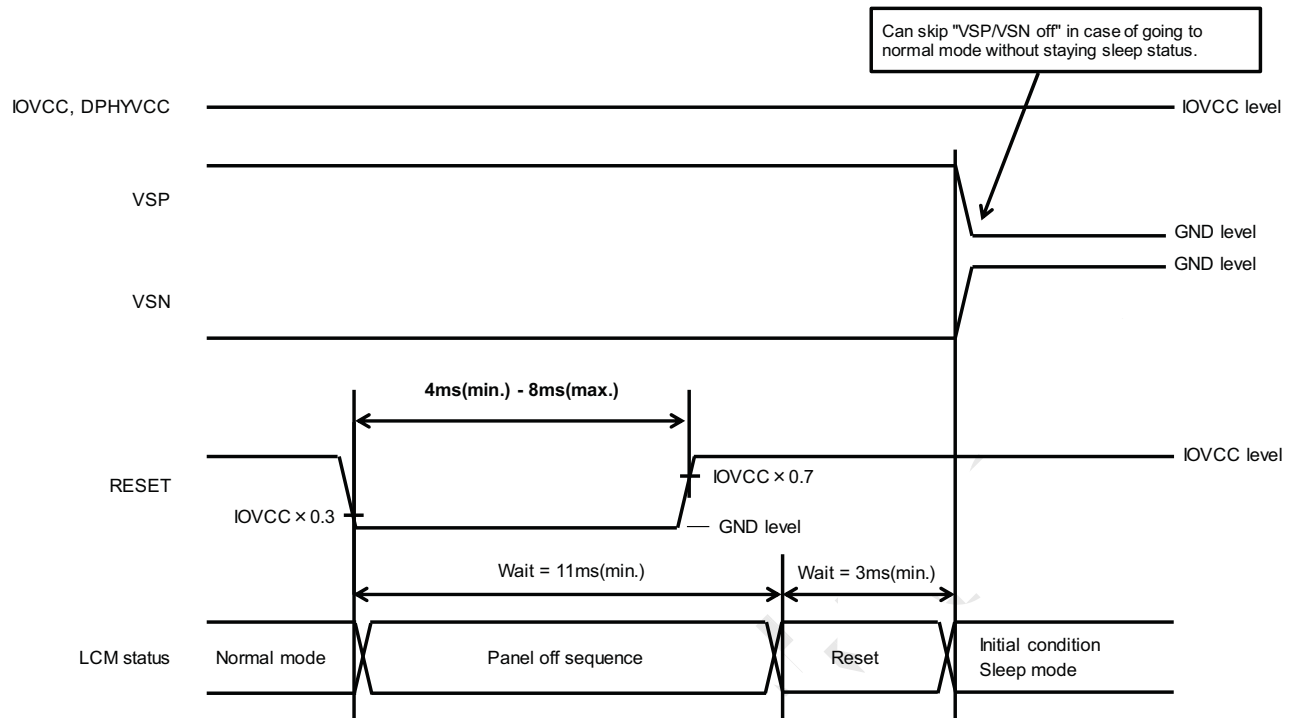 Can skip "VSP/VSN off" in case of going to
normal mode without staying sleep status.
IOVCC, DPHYVCC
IOVCC level
VSP
GND level
GND level
VSN
4ms(min.) - 8ms(max.)
IOVCC level
RESET
IOVCC×0.7
IOVCC×0.3
GND level
Wait = 11ms(min.)
Wait = 3ms(min.)
LCM status
Normal mode
Panel off sequence
Reset
Initial condition
Sleep mode